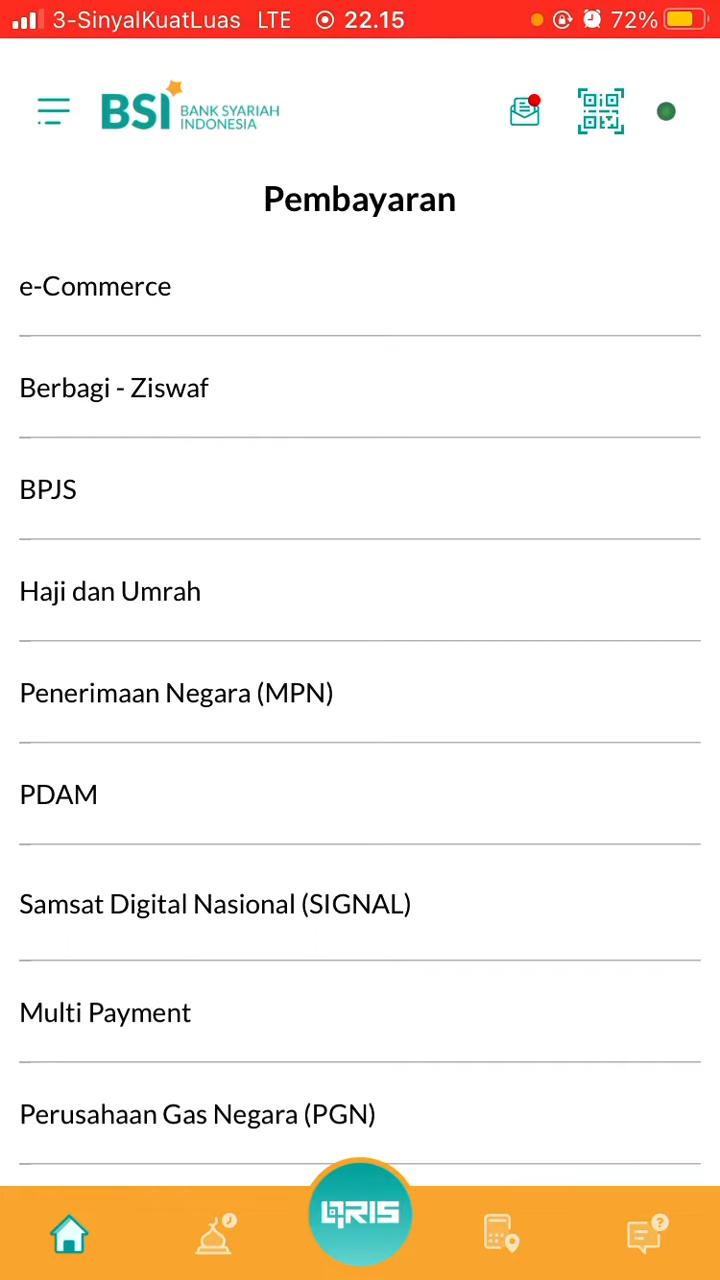 3-SinyalKuatLuas LTE 22.15 72%
BSI BANK SYARIAH
INDONESIA
Pembayaran
e-Commerce
Berbagi - Ziswaf
BPJS
Haji dan Umrah
Penerimaan Negara (MPN)
PDAM
Samsat Digital Nasional (SIGNAL)
Multi Payment
Perusahaan Gas Negara (PGN)
QRIS
?